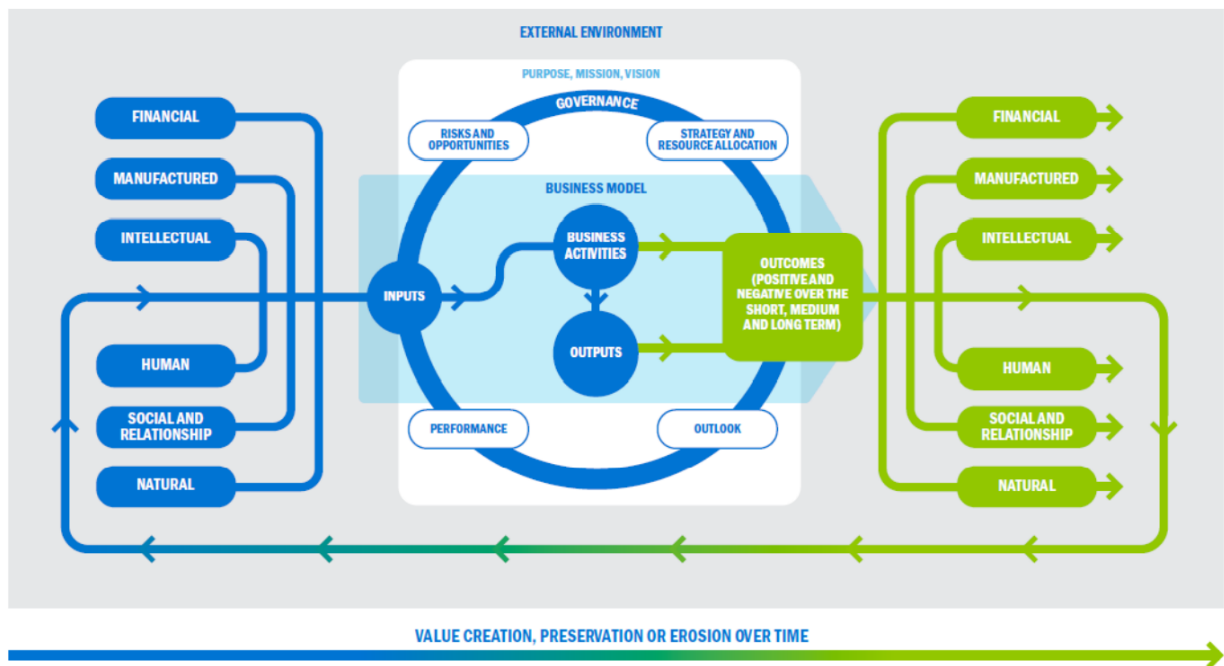 EXTERNAL ENVIRONMENT
PURPOSE, MISSION, VISION
GOVERNANCE
RISKS AND
OPPORTUNITIES
STRATEGY AND
RESOURCE ALLOCATION
FINANCIAL
MANUFACTURED
INTELLECTUAL
HUMAN
SOCIAL AND
RELATIONSHIP
NATURAL
BUSINESS MODEL
INPUTS
BUSINESS
ACTIVITIES
OUTPUTS
OUTCOMES
(POSITIVE AND
NEGATIVE OVER THE
SHORT, MEDIUM
AND LONG TERM)
PERFORMANCE
OUTLOOK
FINANCIAL
MANUFACTURED
INTELLECTUAL
HUMAN
SOCIAL AND
RELATIONSHIP
NATURAL
VALUE CREATION, PRESERVATION OR EROSION OVER TIME